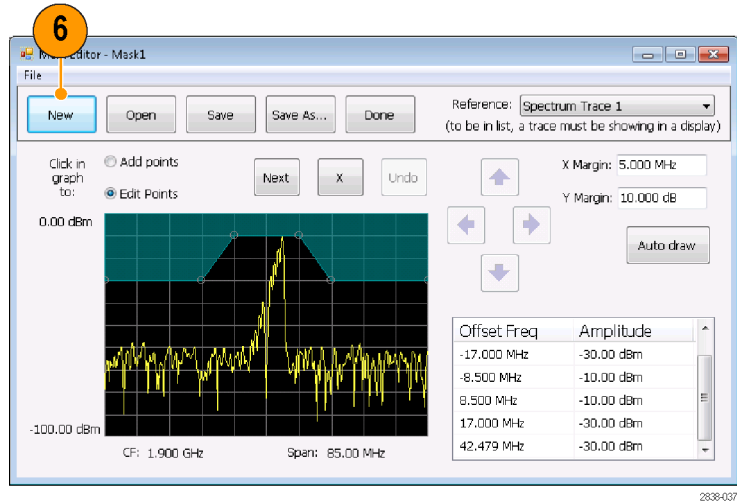 6
Mask Editor - Mask1
File
New
Open
Save
Save As...
Done
Reference: Spectrum Trace 1
(to be in list, a trace must be showing in a display)
Click in
graph
to:
Add points
Edit Points
Next
X
Undo
X Margin: 5.000 MHz
Y Margin: 10.000 dB
Auto draw
0.00 dBm
-100.00 dBm
CF: 1.900 GHz
Span: 85.00 MHz
Offset Freq Amplitude
-17.000 MHz -30.00 dBm
-8.500 MHz -10.00 dBm
8.500 MHz -10.00 dBm
17.000 MHz -30.00 dBm
42.479 MHz -30.00 dBm
2838-037